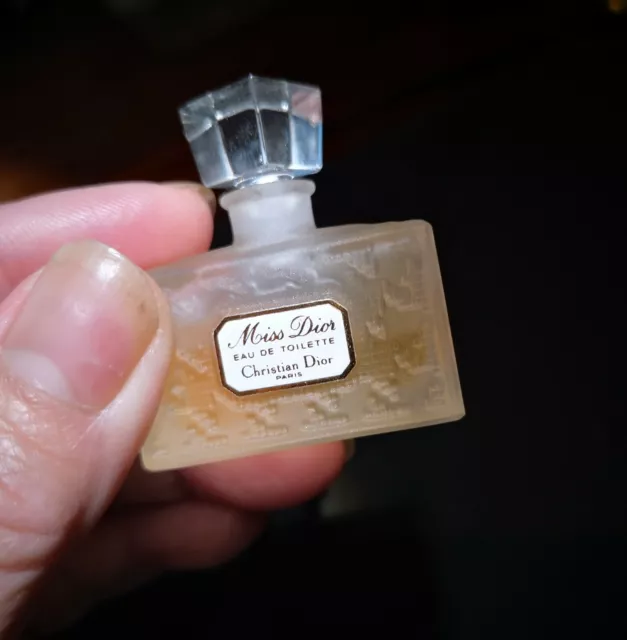 Miss Dior
EAU DE TOILETTE
Christian Dior
PARIS